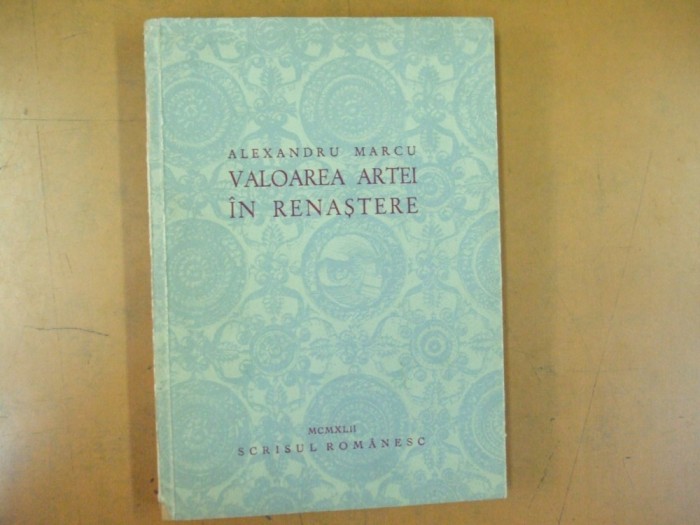 ALEXANDRU MARCU
VALOAREA ARTEI
ÎN RENAȘTERE
MCMXLII
SCRISUL ROMÂNESC